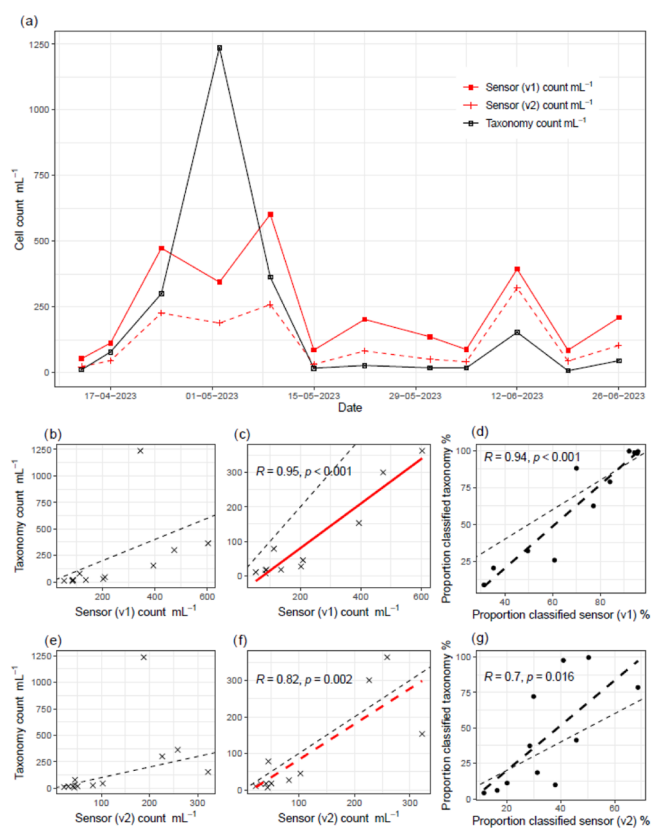 (a)
1250
1000
750
500
250
0
Cell count mL⁻¹
Sensor (v1) count mL⁻¹
Sensor (v2) count mL⁻¹
Taxonomy count mL⁻¹
17-04-2023 01-05-2023 15-05-2023 29-05-2023 12-06-2023 26-06-2023
Date
(b)
Taxonomy count mL⁻¹
1250
1000
750
500
250
0
0 200 400 600
Sensor (v1) count mL⁻¹
(c)
R = 0.95, p < 0.001
300
200
100
0
0 200 400 600
Sensor (v1) count mL⁻¹
(d)
Proportion classified taxonomy %
R = 0.94, p < 0.001
100
75
50
25
40 60 80
Proportion classified sensor (v1) %
(e)
Taxonomy count mL⁻¹
1250
1000
750
500
250
0
0 100 200 300
Sensor (v2) count mL⁻¹
(f)
R = 0.82, p = 0.002
300
200
100
0
0 100 200 300
Sensor (v2) count mL⁻¹
(g)
Proportion classified taxonomy %
R = 0.7, p = 0.016
100
75
50
25
0
20 40 60
Proportion classified sensor (v2) %